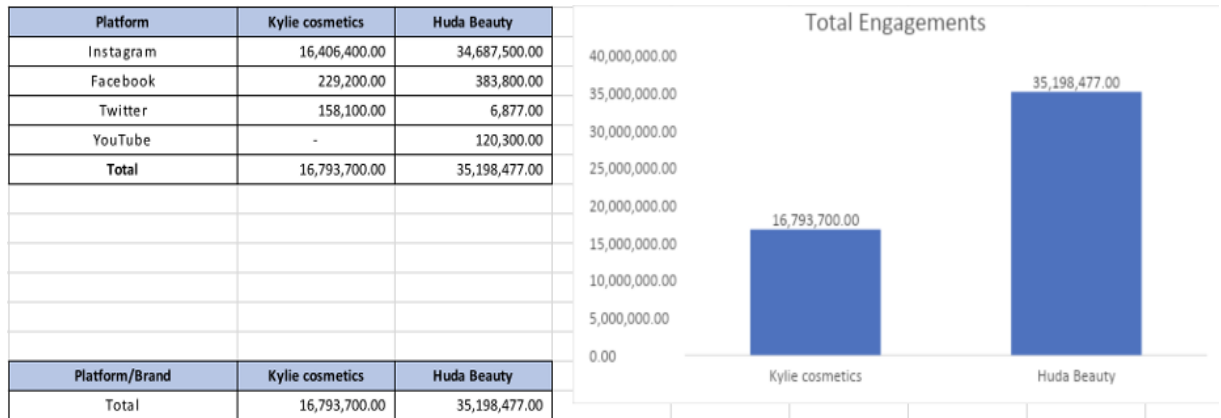 Platform Kylie cosmetics Huda Beauty
Instagram 16,406,400.00 34,687,500.00
Facebook 229,200.00 383,800.00
Twitter 158,100.00 6,877.00
YouTube - 120,300.00
Total 16,793,700.00 35,198,477.00
Platform/Brand Kylie cosmetics Huda Beauty
Total 16,793,700.00 35,198,477.00
Total Engagements
40,000,000.00
35,000,000.00
30,000,000.00
25,000,000.00
20,000,000.00
15,000,000.00
10,000,000.00
5,000,000.00
0.00
35,198,477.00
16,793,700.00
Kylie cosmetics Huda Beauty